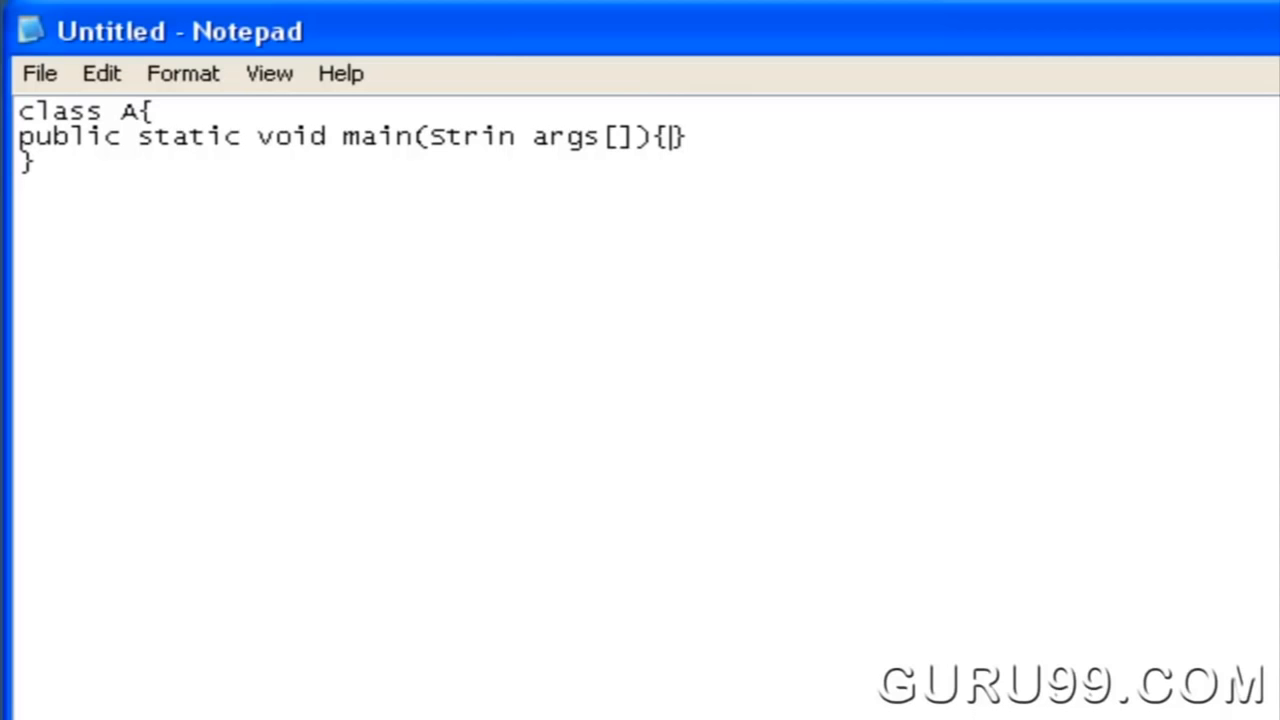 Untitled - Notepad
File Edit Format View Help
class A{
public static void main(Strin args[]){}
}
GURU99.COM